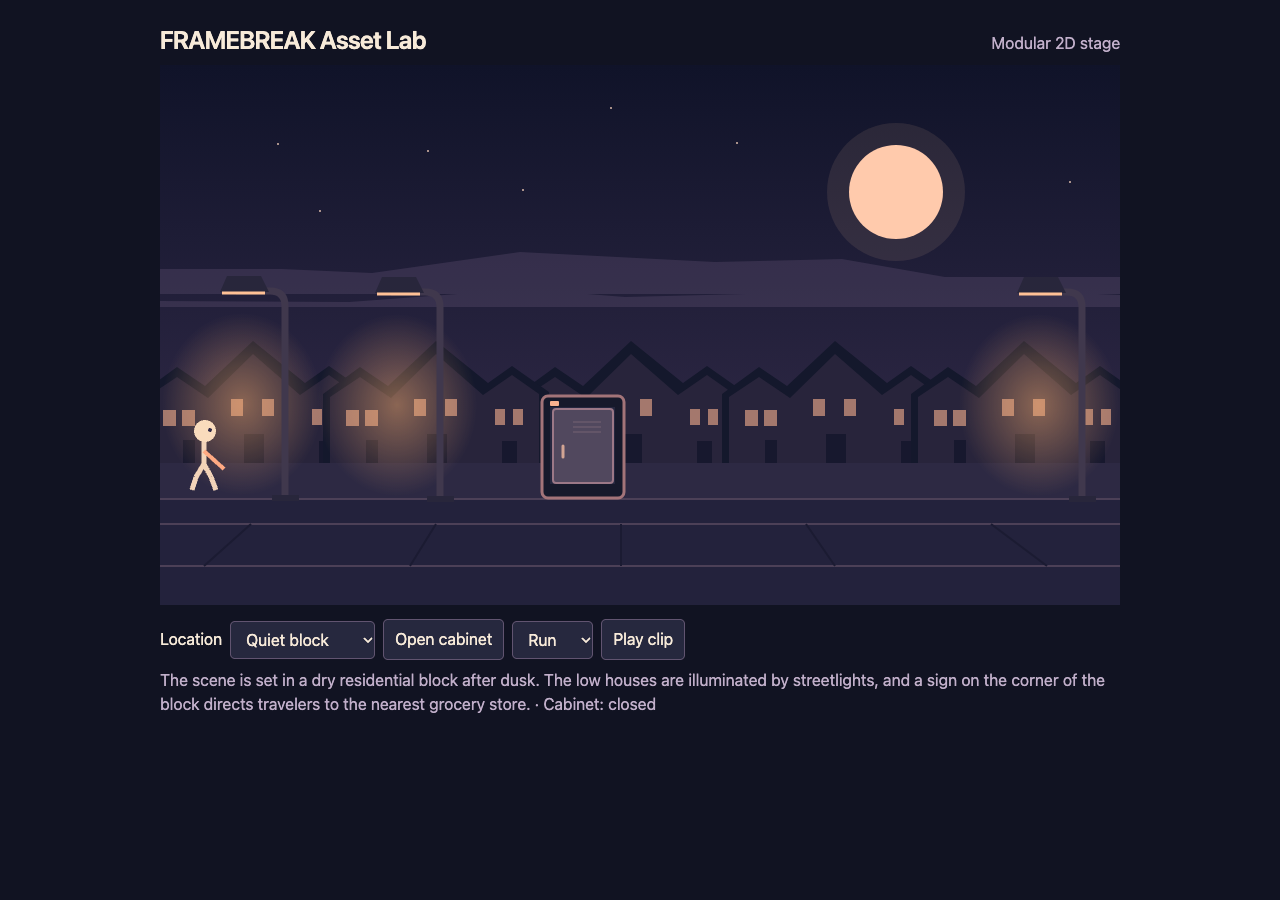 FRAMEBREAK Asset Lab
Modular 2D stage
Location
Quiet block
Open cabinet
Run
Play clip
The scene is set in a dry residential block after dusk. The low houses are illuminated by streetlights, and a sign on the corner of the
block directs travelers to the nearest grocery store. · Cabinet: closed